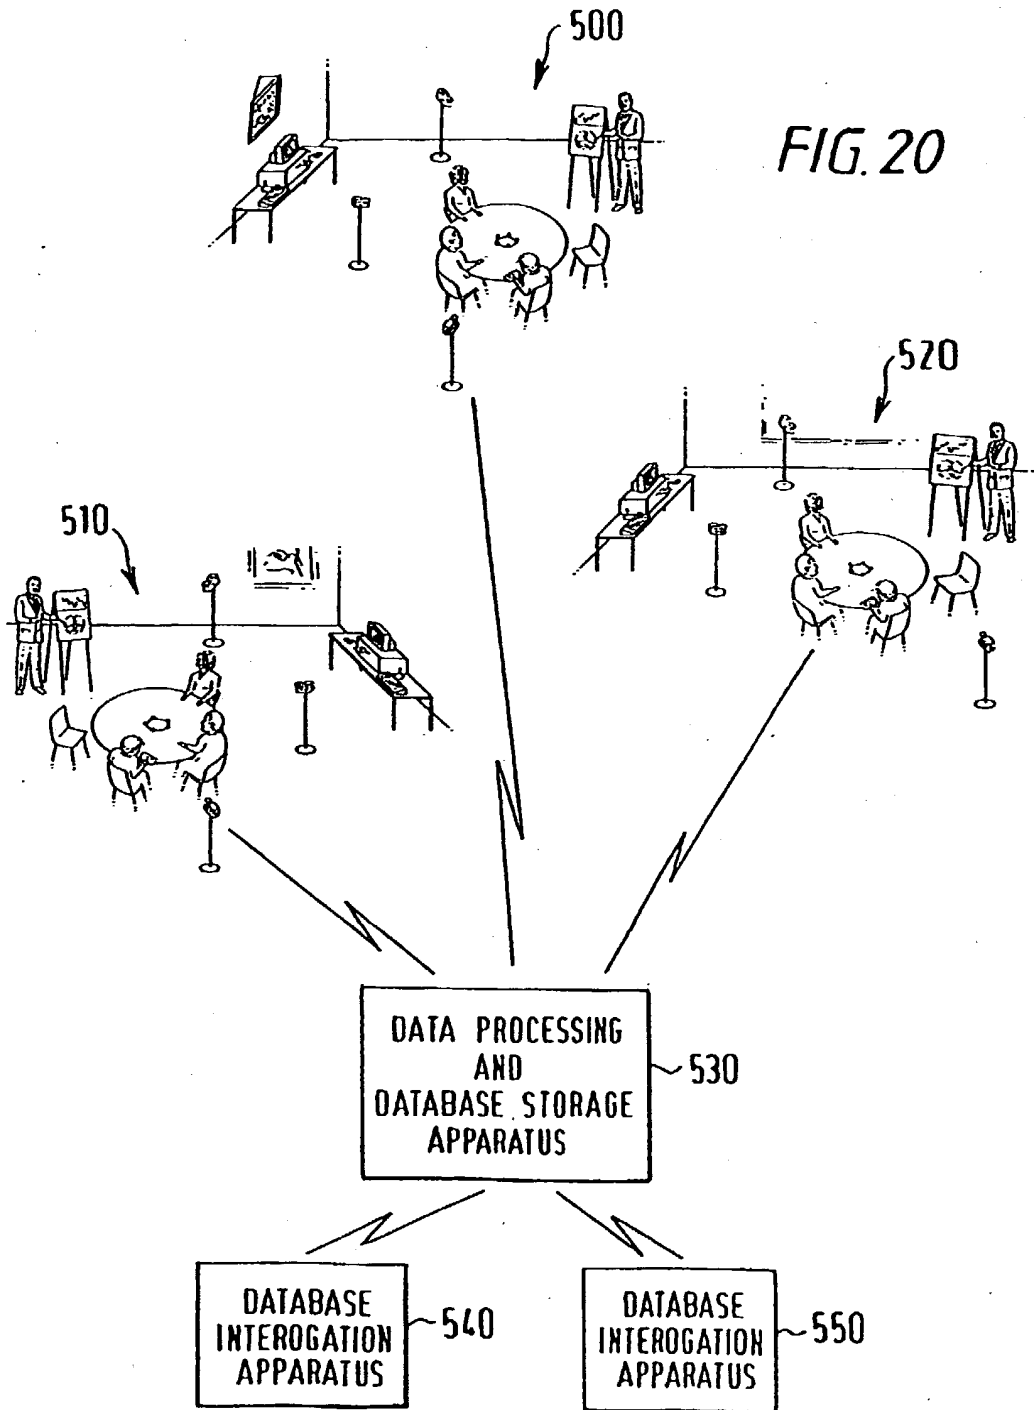 500
FIG. 20
520
510
DATA PROCESSING
AND
DATABASE STORAGE
APPARATUS
530
DATABASE
INTEROGATION
APPARATUS
540
DATABASE
INTEROGATION
APPARATUS
550